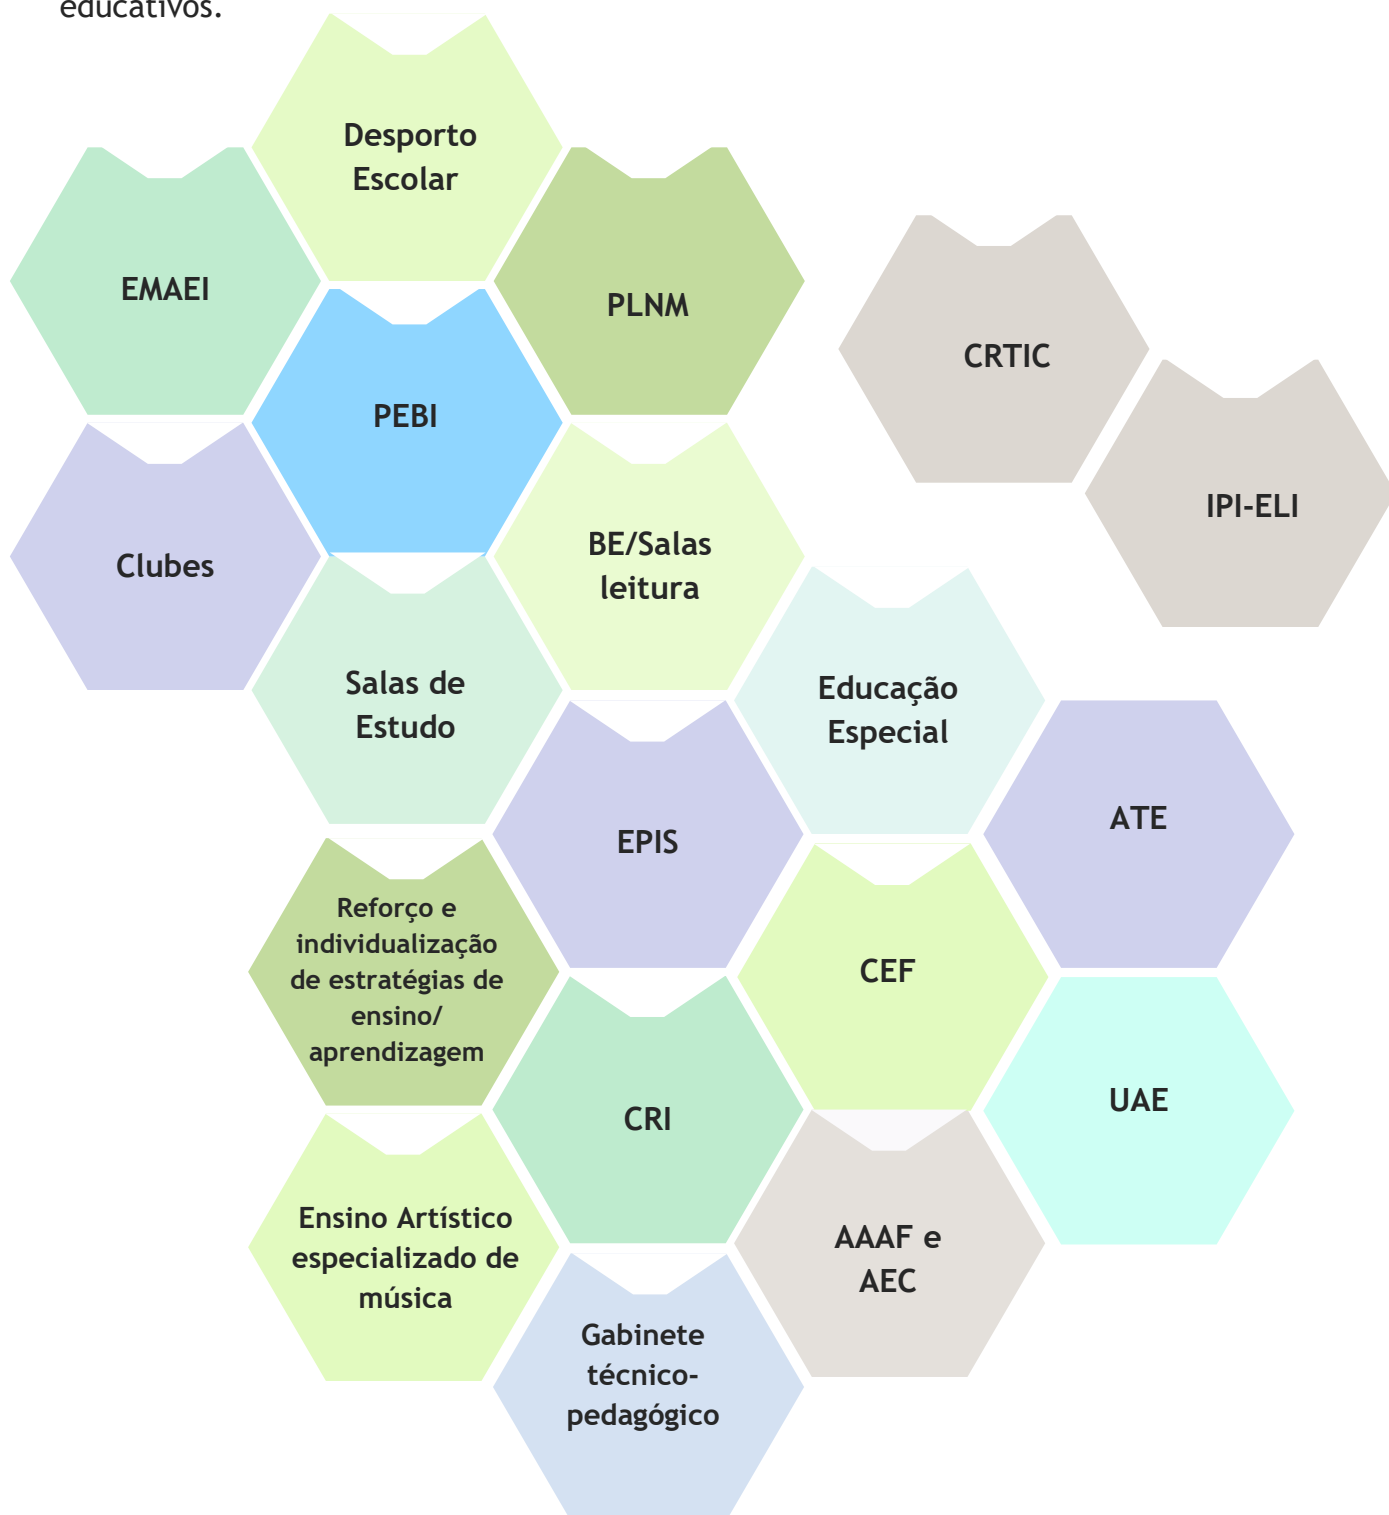 educativos.
Desporto
Escolar
EMAEI
PLNM
CRTIC
PEBI
IPI-ELI
Clubes
BE/Salas
leitura
Salas de
Estudo
Educação
Especial
ATE
EPIS
Reforço e
individualização
de estratégias de
ensino/
aprendizagem
CEF
UAE
CRI
Ensino Artístico
especializado de
música
AAAF e
AEC
Gabinete
técnico-
pedagógico